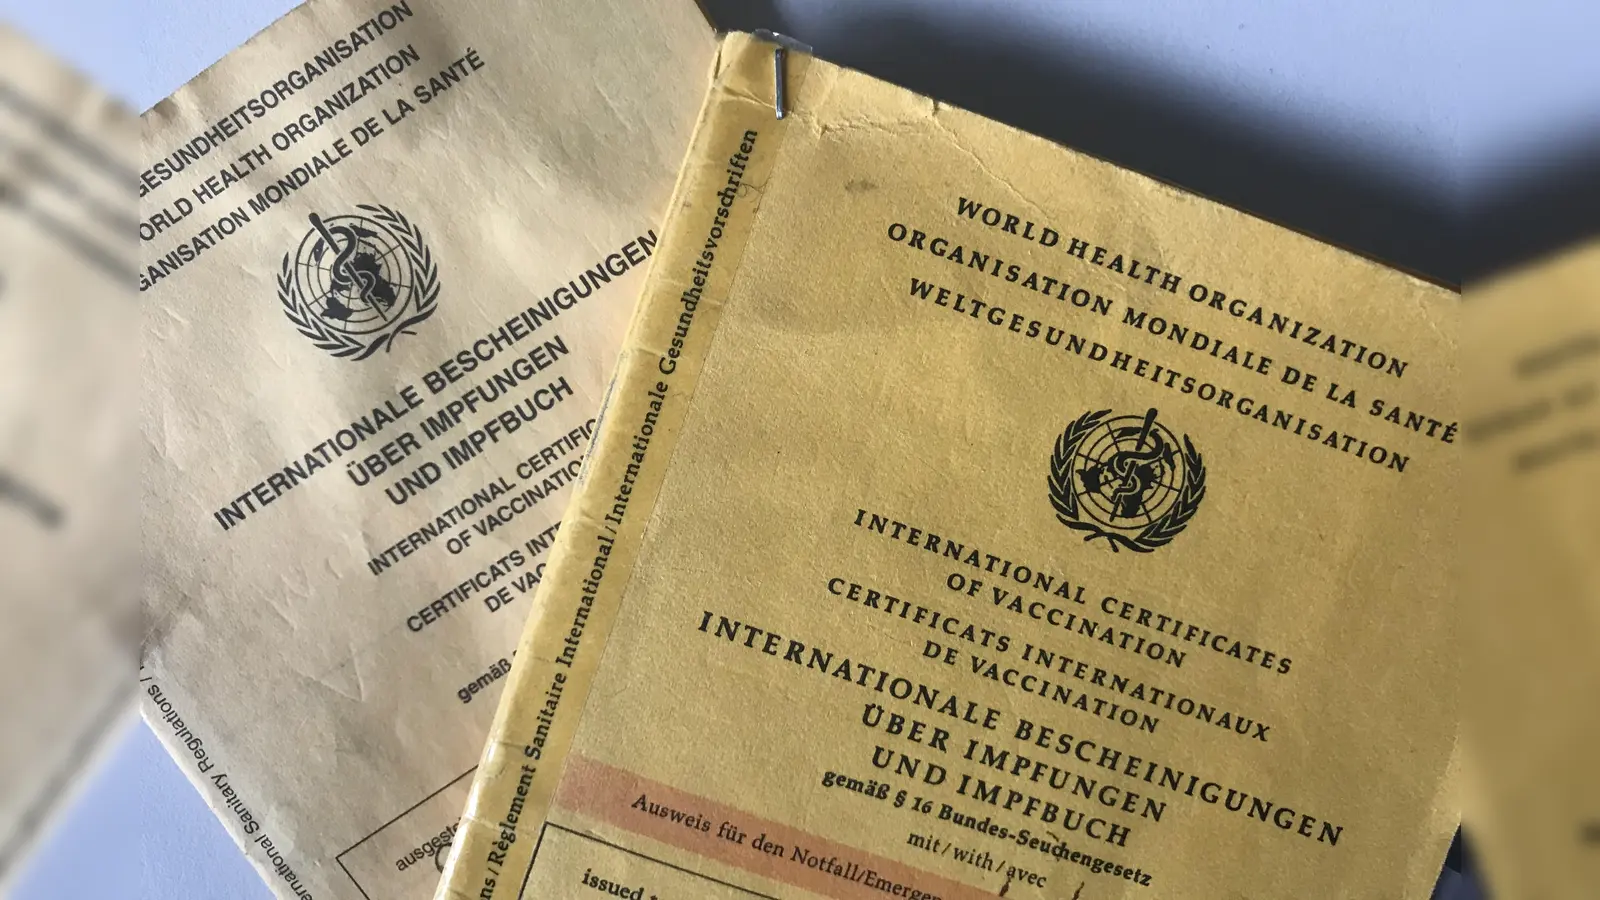 GESUNDHEITSORGANISATION
WORLD HEALTH ORGANIZATION
ORGANISATION MONDIALE DE LA SANTÉ
INTERNATIONALE BESCHEINIGUNGEN
ÜBER IMPFUNGEN
UND IMPFBUCH
INTERNATIONAL CERTIFIC
OF VACCINATIO
CERTIFICATS INT
DE VAC
gemäß
ausgeste
Sanitary Regulations /
WORLD HEALTH ORGANIZATION
ORGANISATION MONDIALE DE LA SANTÉ
WELTGESUNDHEITSORGANISATION
INTERNATIONAL CERTIFICATES
OF VACCINATION
CERTIFICATS INTERNATIONAUX
DE VACCINATION
INTERNATIONALE BESCHEINIGUNGEN
ÜBER IMPFUNGEN
UND IMPFBUCH
gemäß § 16 Bundes-Seuchengesetz
mit/with/avec
Ausweis für den Notfall/Emergen
issued
ns/Règlement Sanitaire International/Internationale Gesundheitsvorschriften